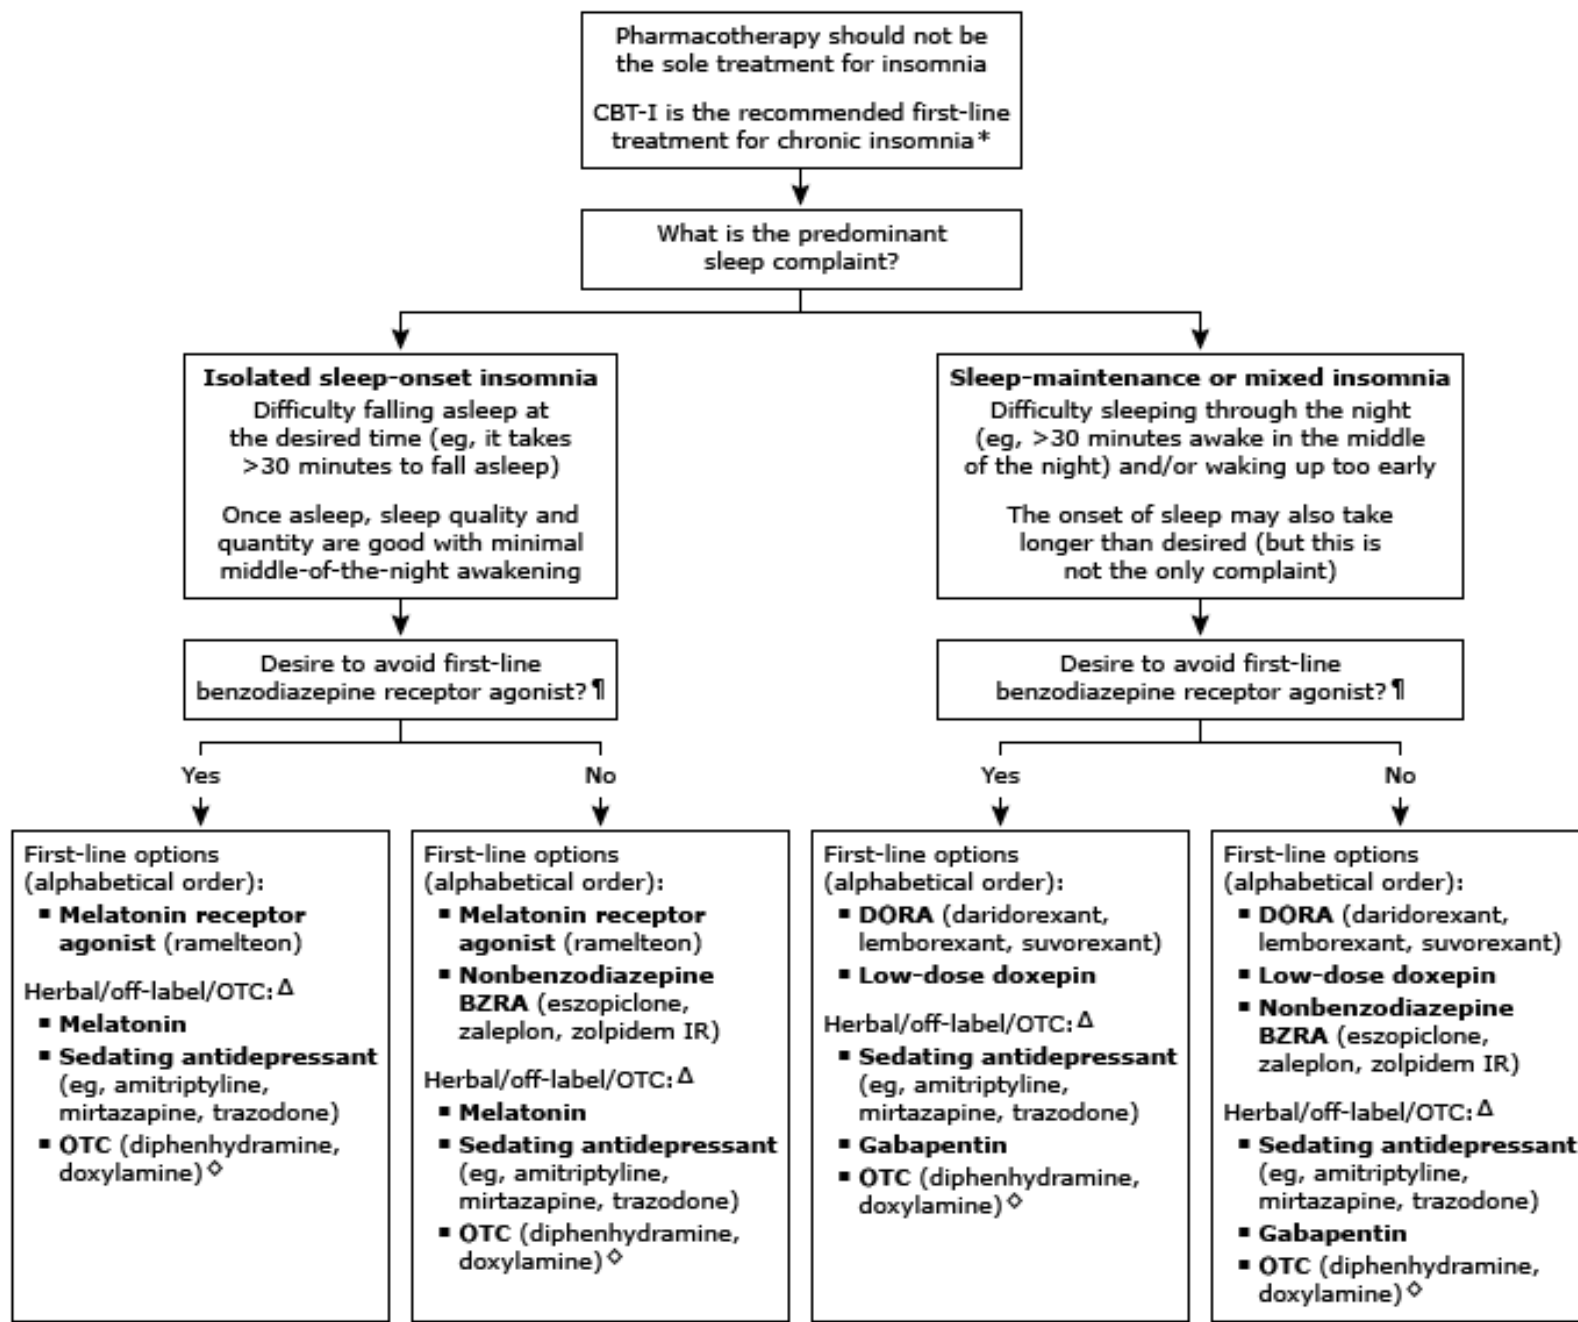 Pharmacotherapy should not be
the sole treatment for insomnia
CBT-I is the recommended first-line
treatment for chronic insomnia*
What is the predominant
sleep complaint?
Isolated sleep-onset insomnia
Difficulty falling asleep at
the desired time (eg, it takes
>30 minutes to fall asleep)
Once asleep, sleep quality and
quantity are good with minimal
middle-of-the-night awakening
Sleep-maintenance or mixed insomnia
Difficulty sleeping through the night
(eg, >30 minutes awake in the middle
of the night) and/or waking up too early
The onset of sleep may also take
longer than desired (but this is
not the only complaint)
Desire to avoid first-line
benzodiazepine receptor agonist?¶
Desire to avoid first-line
benzodiazepine receptor agonist?¶
Yes
No
Yes
No
First-line options
(alphabetical order):
▪ Melatonin receptor
agonist (ramelteon)
Herbal/off-label/OTC:Δ
▪ Melatonin
▪ Sedating antidepressant
(eg, amitriptyline,
mirtazapine, trazodone)
▪ OTC (diphenhydramine,
doxylamine)◇
First-line options
(alphabetical order):
▪ Melatonin receptor
agonist (ramelteon)
▪ Nonbenzodiazepine
BZRA (eszopiclone,
zaleplon, zolpidem IR)
Herbal/off-label/OTC:Δ
▪ Melatonin
▪ Sedating antidepressant
(eg, amitriptyline,
mirtazapine, trazodone)
▪ OTC (diphenhydramine,
doxylamine)◇
First-line options
(alphabetical order):
▪ DORA (daridorexant,
lemborexant, suvorexant)
▪ Low-dose doxepin
Herbal/off-label/OTC:Δ
▪ Sedating antidepressant
(eg, amitriptyline,
mirtazapine, trazodone)
▪ Gabapentin
▪ OTC (diphenhydramine,
doxylamine)◇
First-line options
(alphabetical order):
▪ DORA (daridorexant,
lemborexant, suvorexant)
▪ Low-dose doxepin
▪ Nonbenzodiazepine
BZRA (eszopiclone,
zaleplon, zolpidem IR)
Herbal/off-label/OTC:Δ
▪ Sedating antidepressant
(eg, amitriptyline,
mirtazapine, trazodone)
▪ Gabapentin
▪ OTC (diphenhydramine,
doxylamine)◇